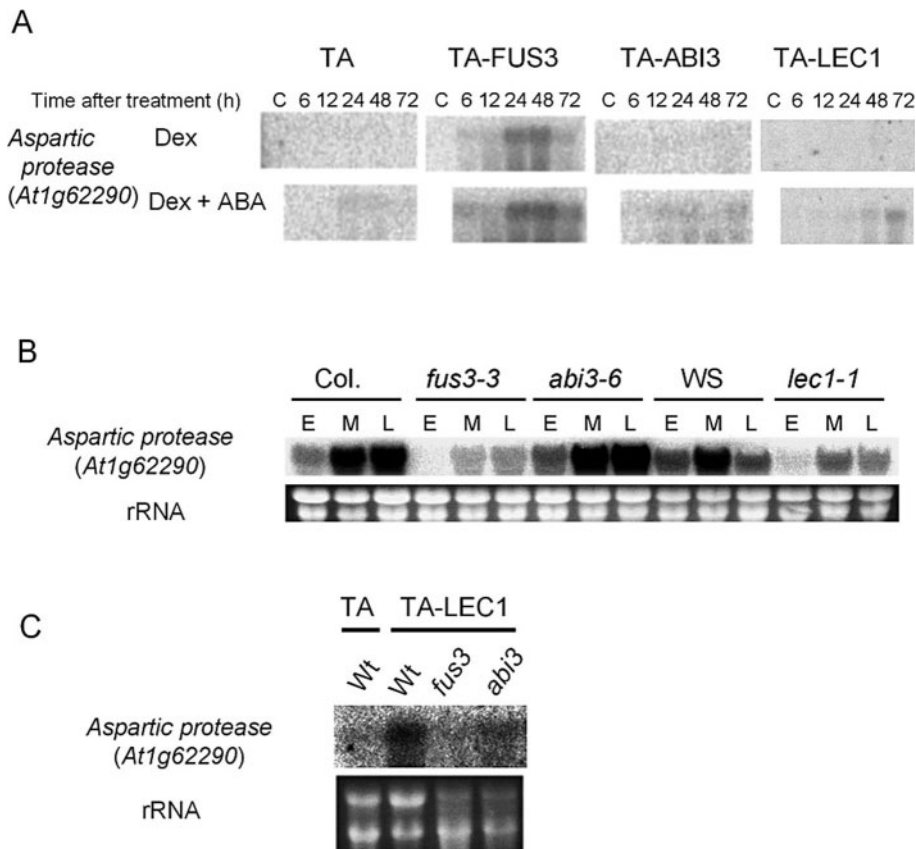 A
TA TA-FUS3 TA-ABI3 TA-LEC1
Time after treatment (h) C 6 12 24 48 72 C 6 12 24 48 72 C 6 12 24 48 72 C 6 12 24 48 72
Aspartic Dex
protease
(At1g62290) Dex + ABA
B
Col. fus3-3 abi3-6 WS lec1-1
E M L E M L E M L E M L E M L
Aspartic protease
(At1g62290)
rRNA
C
TA TA-LEC1
Wt Wt fus3 abi3
Aspartic protease
(At1g62290)
rRNA